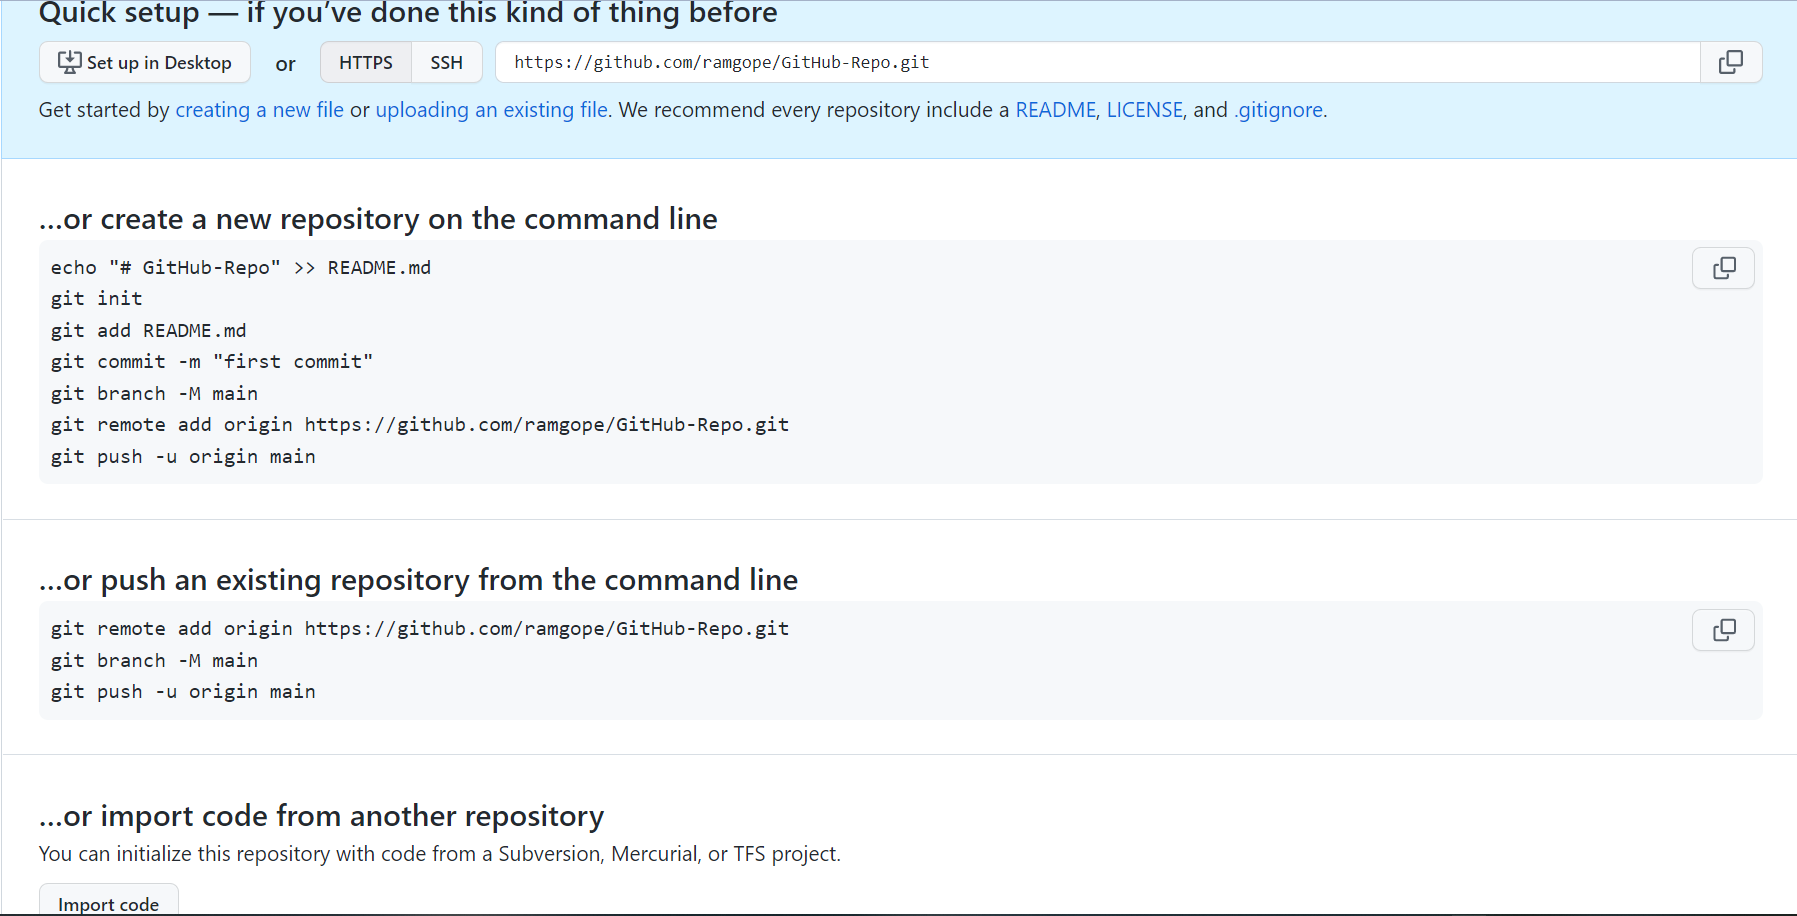 Quick setup — if you’ve done this kind of thing before
Set up in Desktop or HTTPS SSH https://github.com/ramgope/GitHub-Repo.git
Get started by creating a new file or uploading an existing file. We recommend every repository include a README, LICENSE, and .gitignore.
…or create a new repository on the command line
echo "# GitHub-Repo" >> README.md
git init
git add README.md
git commit -m "first commit"
git branch -M main
git remote add origin https://github.com/ramgope/GitHub-Repo.git
git push -u origin main
…or push an existing repository from the command line
git remote add origin https://github.com/ramgope/GitHub-Repo.git
git branch -M main
git push -u origin main
…or import code from another repository
You can initialize this repository with code from a Subversion, Mercurial, or TFS project.
Import code